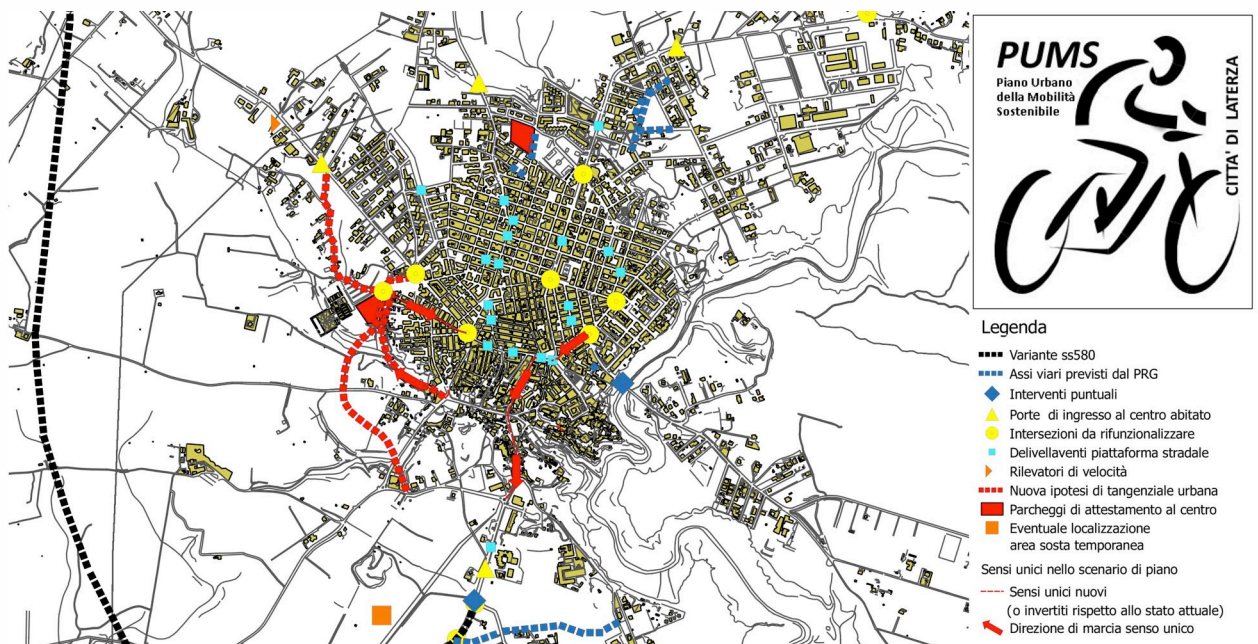 PUMS
Piano Urbano
della Mobilità
Sostenibile
CITTA' DI LATERZA
Legenda
Variante ss580
Assi viari previsti dal PRG
Interventi puntuali
Porte di ingresso al centro abitato
Intersezioni da rifunzionalizzare
Delivellaventi piattaforma stradale
Rilevatori di velocità
Nuova ipotesi di tangenziale urbana
Parcheggi di attestamento al centro
Eventuale localizzazione
area sosta temporanea
Sensi unici nello scenario di piano
Sensi unici nuovi
(o invertiti rispetto allo stato attuale)
Direzione di marcia senso unico